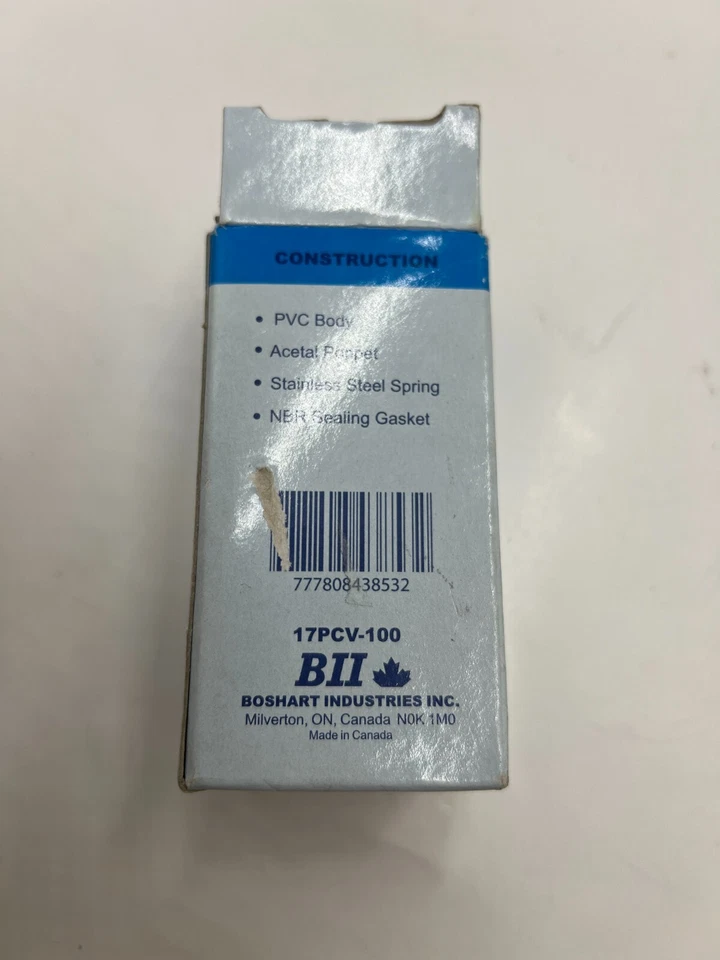 CONSTRUCTION
• PVC Body
• Acetal Poppet
• Stainless Steel Spring
• NBR Sealing Gasket
777808438532
17PCV-100
BII
BOSHART INDUSTRIES INC.
Milverton, ON, Canada N0K 1M0
Made in Canada